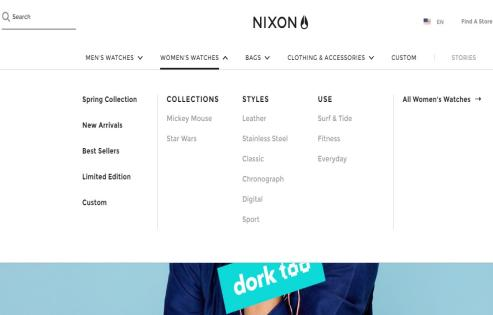 Search
NIXON
EN
Find A Store
MEN'S WATCHES
WOMEN'S WATCHES
BAGS
CLOTHING & ACCESSORIES
CUSTOM
STORIES
Spring Collection
New Arrivals
Best Sellers
Limited Edition
Custom
COLLECTIONS
Mickey Mouse
Star Wars
STYLES
Leather
Stainless Steel
Classic
Chronograph
Digital
Sport
USE
Surf & Tide
Fitness
Everyday
All Women's Watches →
dork too